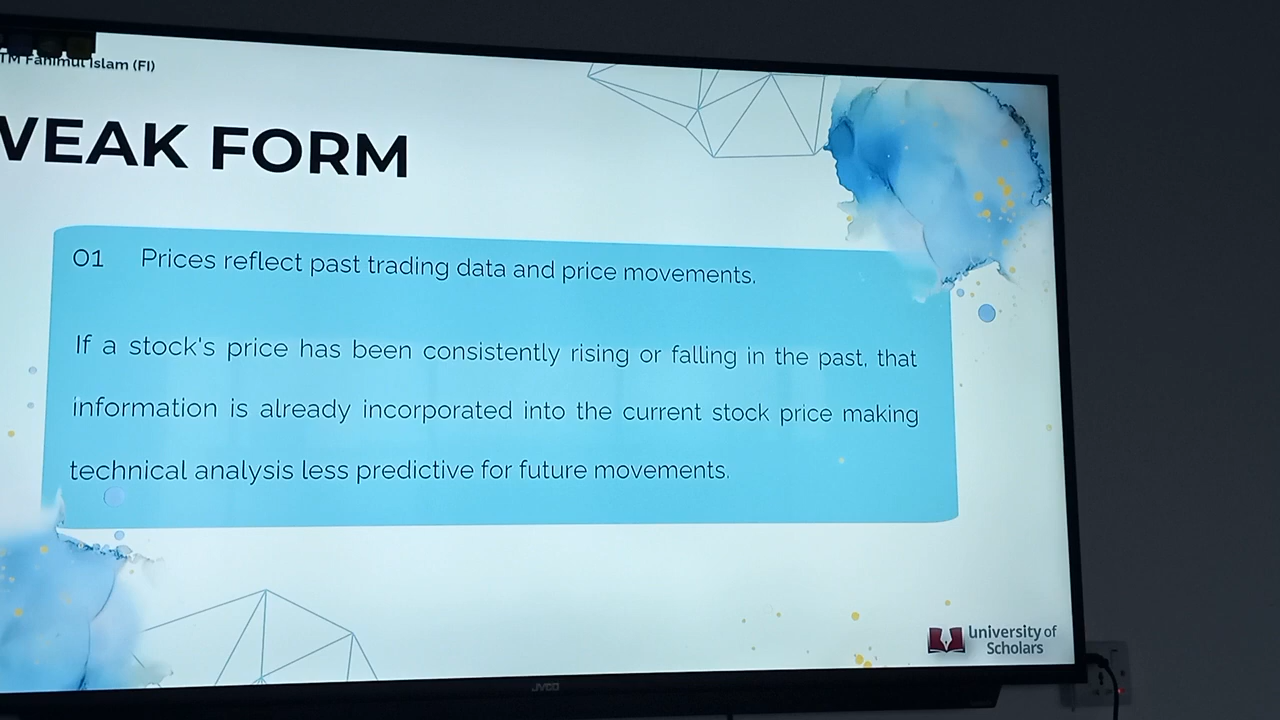 TM Fahimul Islam (FI)
WEAK FORM
01 Prices reflect past trading data and price movements.
If a stock's price has been consistently rising or falling in the past, that
information is already incorporated into the current stock price making
technical analysis less predictive for future movements.
university of
Scholars
JVCO